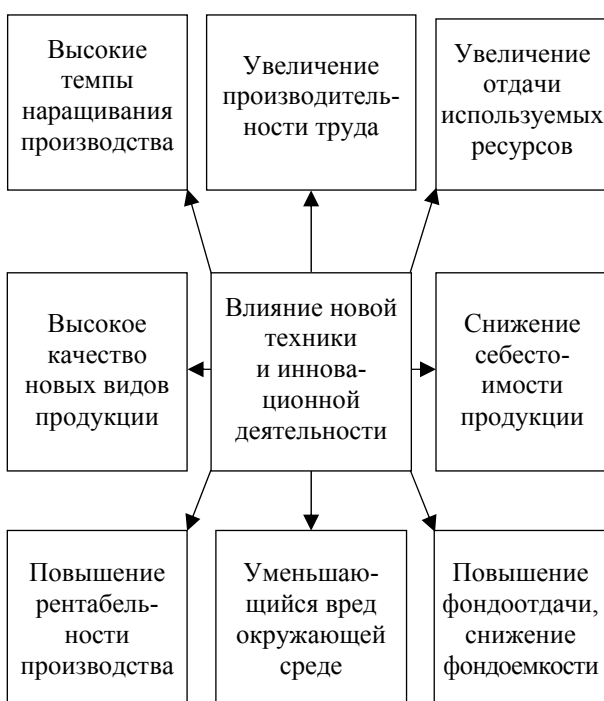 Высокие
темпы
наращивания
производства
Увеличение
производитель-
ности труда
Увеличение
отдачи
используемых
ресурсов
Высокое
качество
новых видов
продукции
Влияние новой
техники
и иннова-
ционной
деятельности
Снижение
себесто-
имости
продукции
Повышение
рентабель-
ности
производства
Уменьшаю-
щийся вред
окружающей
среде
Повышение
фондоотдачи,
снижение
фондоемкости